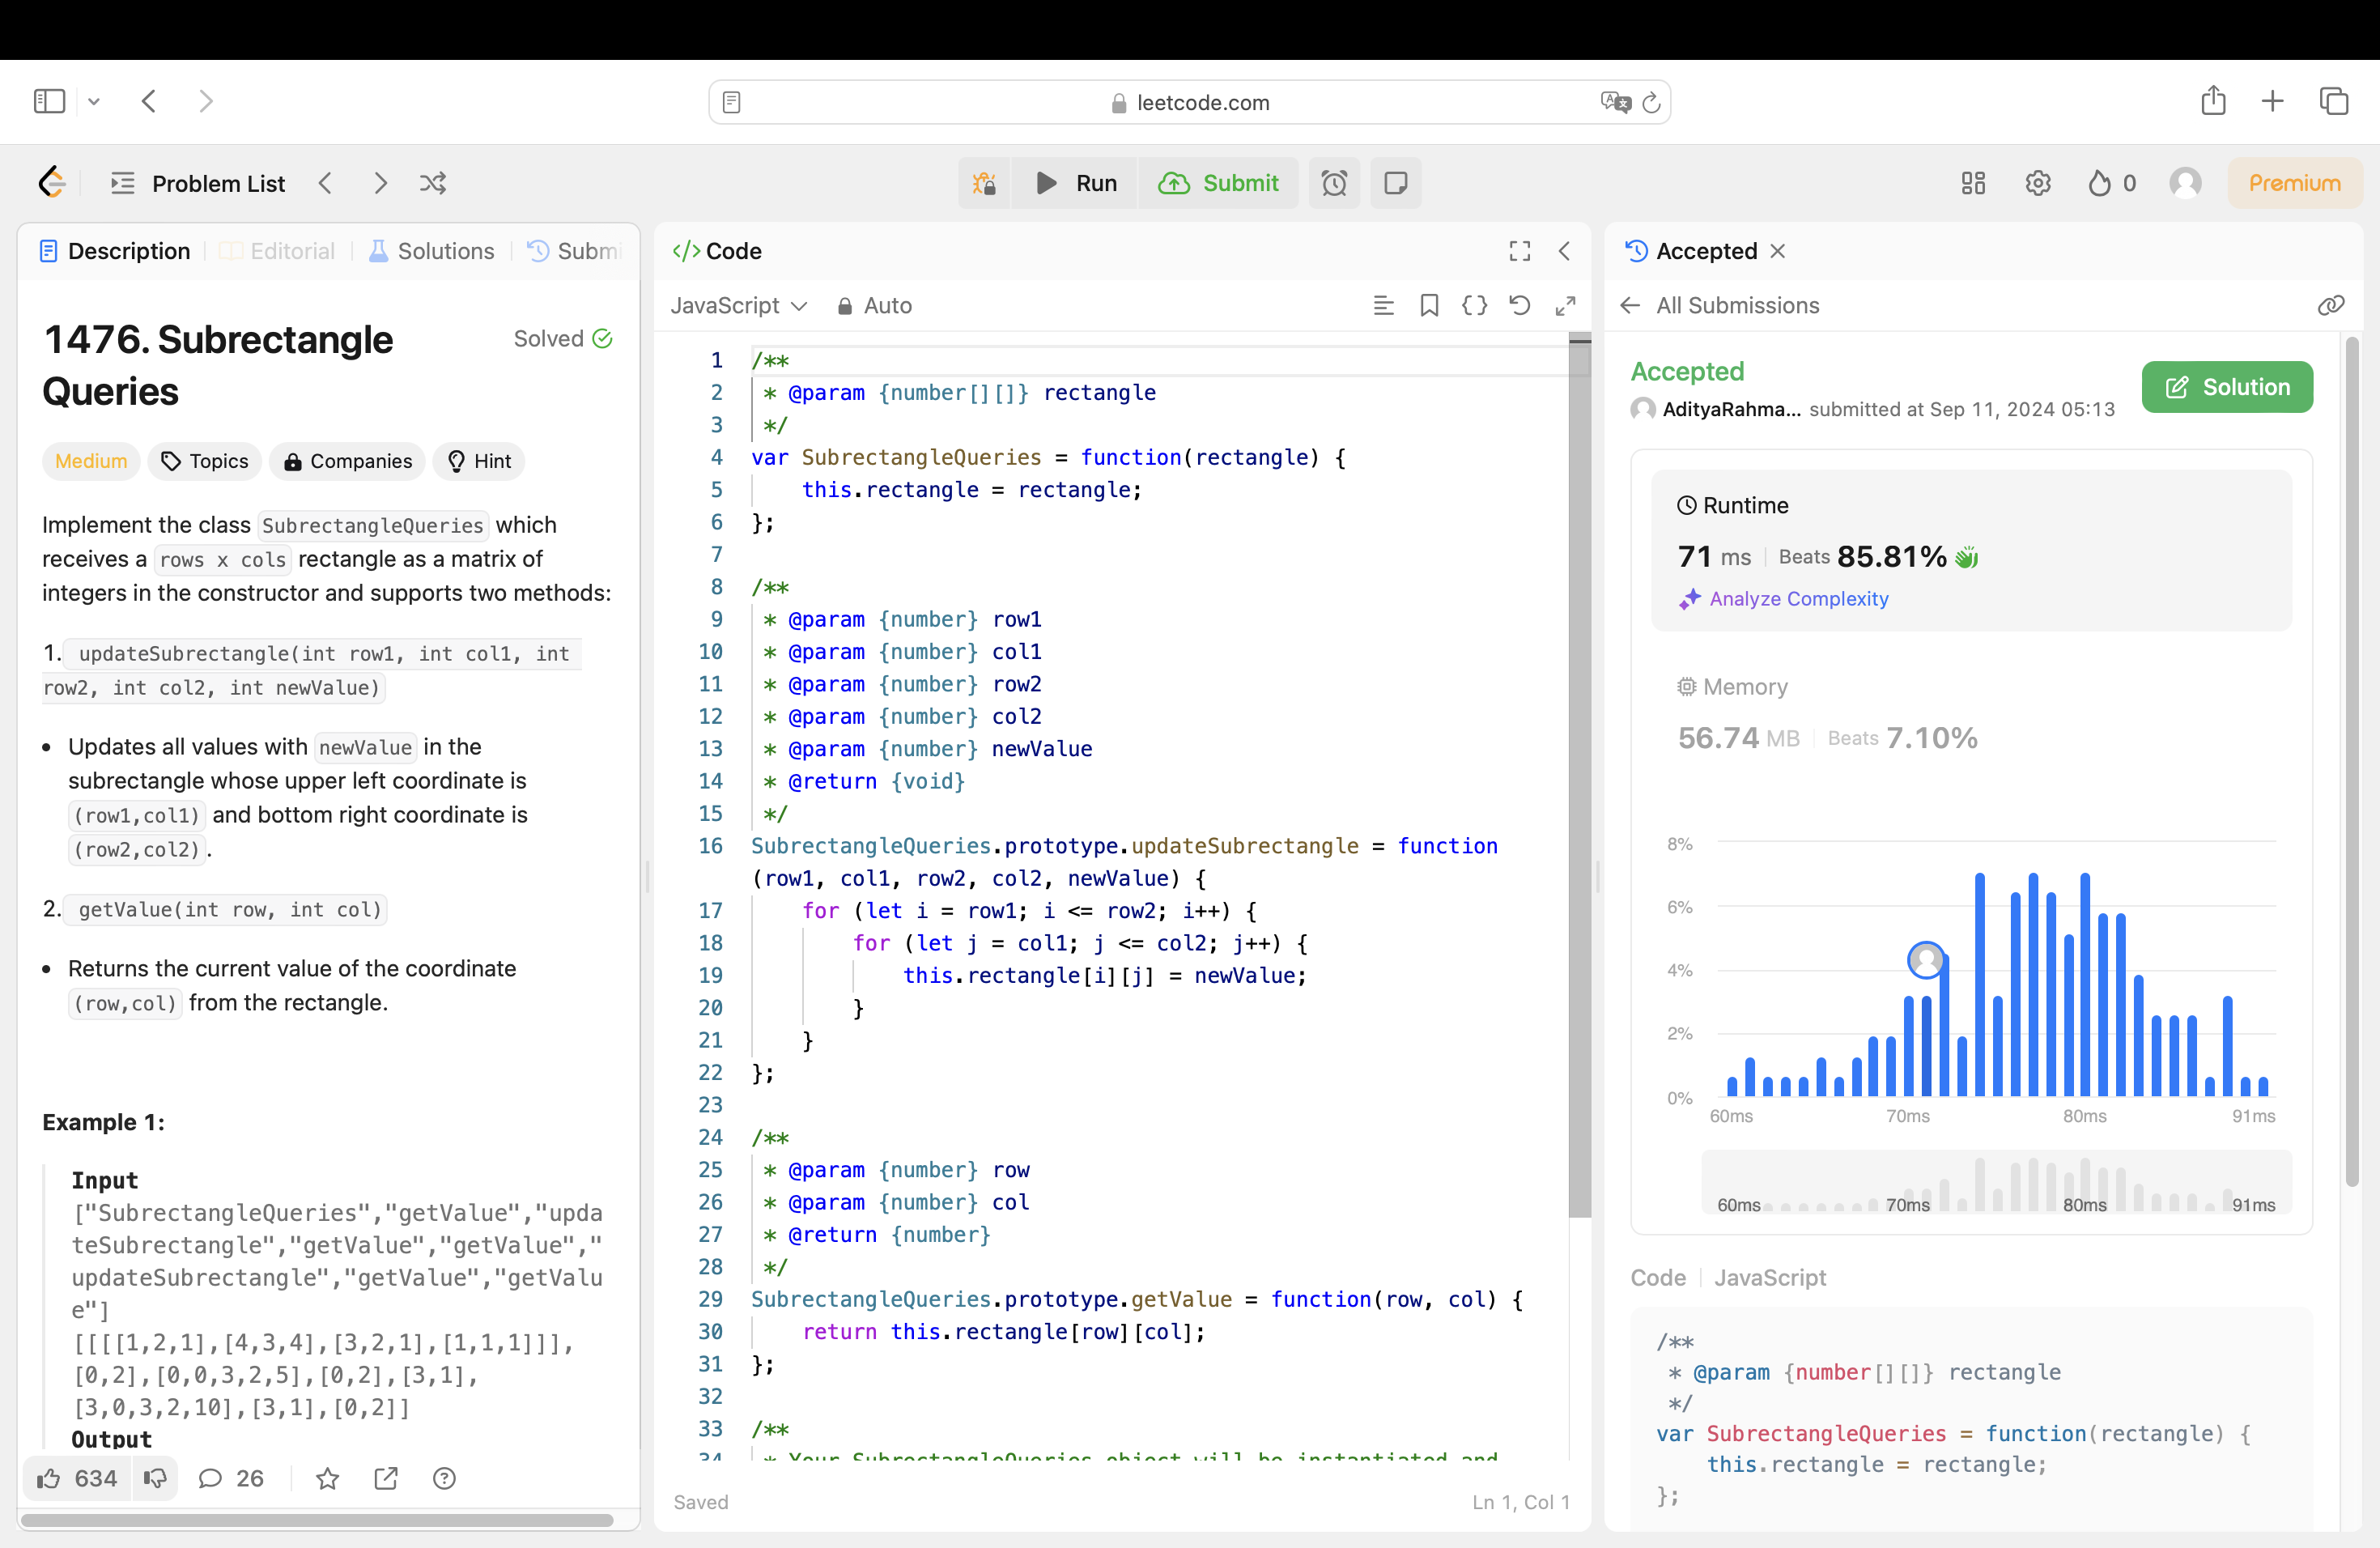 leetcode.com
Problem List
Run
Submit
0
Premium
Description
Editorial
Solutions
Submi
1476. Subrectangle
Queries
Solved
Medium
Topics
Companies
Hint
Implement the class SubrectangleQueries which
receives a rows x cols rectangle as a matrix of
integers in the constructor and supports two methods:
1. updateSubrectangle(int row1, int col1, int
row2, int col2, int newValue)
• Updates all values with newValue in the
subrectangle whose upper left coordinate is
(row1,col1) and bottom right coordinate is
(row2,col2).
2. getValue(int row, int col)
• Returns the current value of the coordinate
(row,col) from the rectangle.
Example 1:
Input
["SubrectangleQueries","getValue","upda
teSubrectangle","getValue","getValue","
updateSubrectangle","getValue","getValu
e"]
[[[[1,2,1],[4,3,4],[3,2,1],[1,1,1]]],
[0,2],[0,0,3,2,5],[0,2],[3,1],
[3,0,3,2,10],[3,1],[0,2]]
Output
634
26
</> Code
JavaScript
Auto
1 /**
2  * @param {number[][]} rectangle
3  */
4 var SubrectangleQueries = function(rectangle) {
5     this.rectangle = rectangle;
6 };
7
8 /**
9  * @param {number} row1
10  * @param {number} col1
11  * @param {number} row2
12  * @param {number} col2
13  * @param {number} newValue
14  * @return {void}
15  */
16 SubrectangleQueries.prototype.updateSubrectangle = function
(row1, col1, row2, col2, newValue) {
17     for (let i = row1; i <= row2; i++) {
18         for (let j = col1; j <= col2; j++) {
19             this.rectangle[i][j] = newValue;
20         }
21     }
22 };
23
24 /**
25  * @param {number} row
26  * @param {number} col
27  * @return {number}
28  */
29 SubrectangleQueries.prototype.getValue = function(row, col) {
30     return this.rectangle[row][col];
31 };
32
33 /**
34  * Your SubrectangleQueries object will be instantiated and
Saved
Ln 1, Col 1
Accepted
All Submissions
Accepted
AdityaRahma... submitted at Sep 11, 2024 05:13
Solution
Runtime
71 ms
Beats 85.81%
Analyze Complexity
Memory
56.74 MB
Beats 7.10%
8%
6%
4%
2%
0%
60ms
70ms
80ms
91ms
60ms
70ms
80ms
91ms
Code
JavaScript
/**
 * @param {number[][]} rectangle
 */
var SubrectangleQueries = function(rectangle) {
    this.rectangle = rectangle;
};